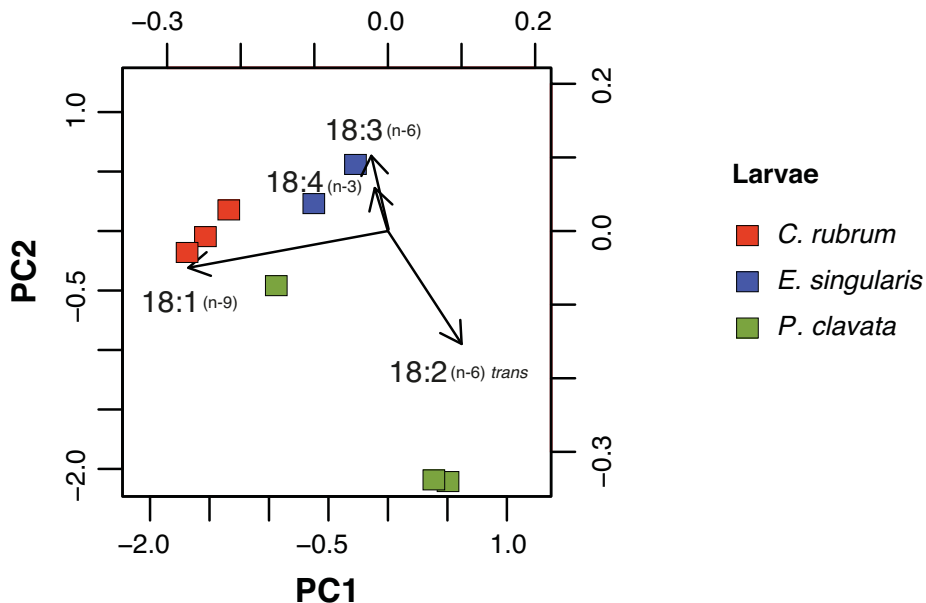 −0.3 0.0 0.2
1.0
−0.5
−2.0
PC2
0.2
0.0
−0.3
18:3 (n-6)
18:4 (n-3)
18:1 (n-9)
18:2 (n-6) trans
−2.0 −0.5 1.0
PC1
Larvae
C. rubrum
E. singularis
P. clavata